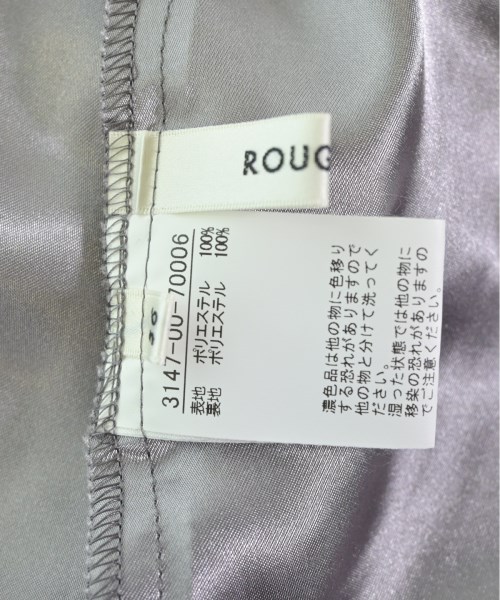 ROUG
36
3147-00-70006
表地 ポリエステル 100%
裏地 ポリエステル 100%
濃色品は他の物に色移り
する恐れがありますので
他の物と分けて洗ってく
ださい。
湿った状態では他の物に
移染の恐れがありますの
でご注意ください。